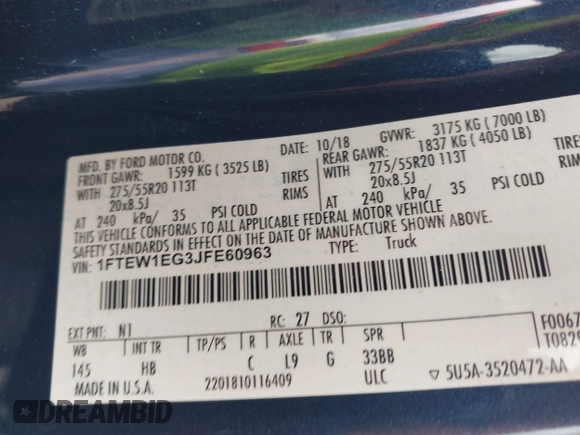 MFD. BY FORD MOTOR CO.
DATE: 10/18 GVWR: 3175 KG ( 7000 LB)
FRONT GAWR: 1599 KG ( 3525 LB)
REAR GAWR: 1837 KG ( 4050 LB)
WITH 275/55R20 113T TIRES
WITH 275/55R20 113T TIRES
20x8.5J RIMS
20x8.5J RIMS
AT 240 kPa/ 35 PSI COLD
AT 240 kPa/ 35 PSI COLD
THIS VEHICLE CONFORMS TO ALL APPLICABLE FEDERAL MOTOR VEHICLE
SAFETY STANDARDS IN EFFECT ON THE DATE OF MANUFACTURE SHOWN ABOVE.
VIN: 1FTEW1EG3JFE60963 TYPE: Truck
EXT PNT: N1 RC: 27 DSO:
WB INT TR TP/PS R AXLE TR SPR
145 HB C L9 G 33BB
ULC
MADE IN U.S.A. 2201810116409
F0067
T082
5U5A-3520472-AA
DREAMBID